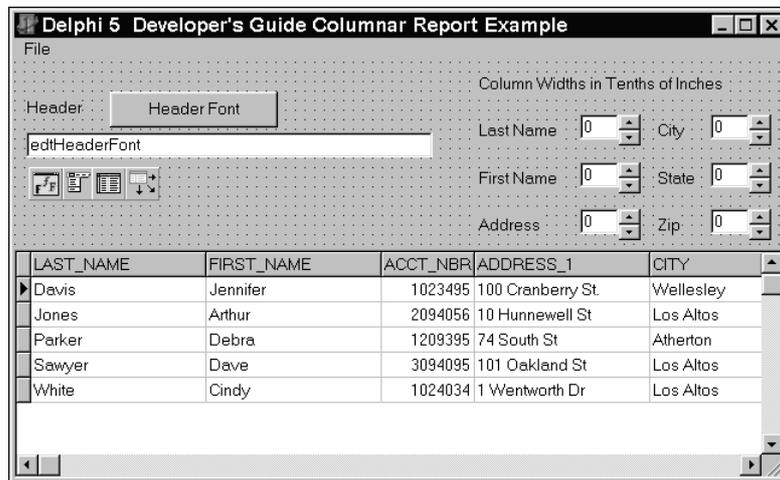 Delphi 5 Developer's Guide Columnar Report Example
File
Column Widths in Tenths of Inches
Header Header Font
Last Name 0 City 0
edtHeaderFont
First Name 0 State 0
Address 0 Zip 0
LAST_NAME FIRST_NAME ACCT_NBR ADDRESS_1 CITY
Davis Jennifer 1023495 100 Cranberry St. Wellesley
Jones Arthur 2094056 10 Hunnewell St Los Altos
Parker Debra 1209395 74 South St Atherton
Sawyer Dave 3094095 101 Oakland St Los Altos
White Cindy 1024034 1 Wentworth Dr Los Altos